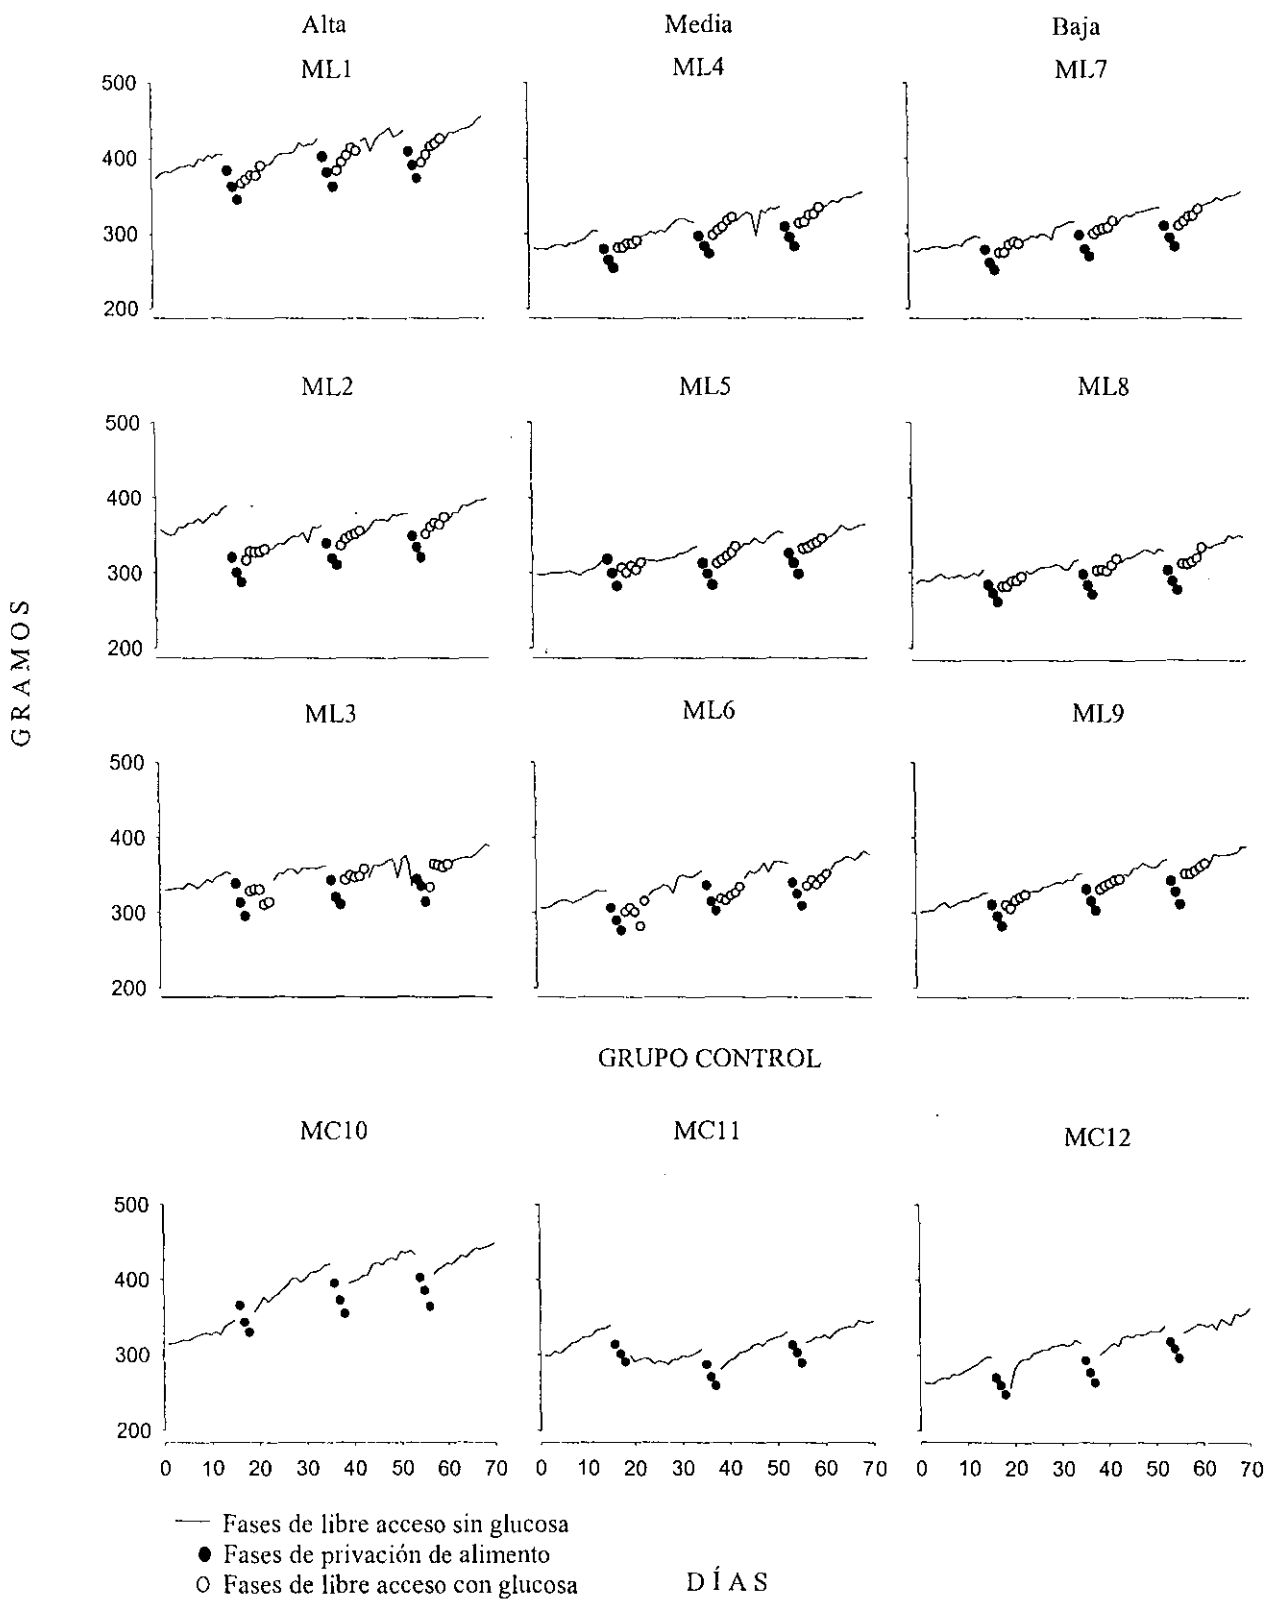 Alta Media Baja
ML1 ML4 ML7
500
400
300
200
ML2 ML5 ML8
500
400
300
200
GRAMOS
ML3 ML6 ML9
500
400
300
200
GRUPO CONTROL
MC10 MC11 MC12
500
400
300
200
0 10 20 30 40 50 60 70 0 10 20 30 40 50 60 70 0 10 20 30 40 50 60 70
Fases de libre acceso sin glucosa
Fases de privación de alimento
Fases de libre acceso con glucosa
DÍAS